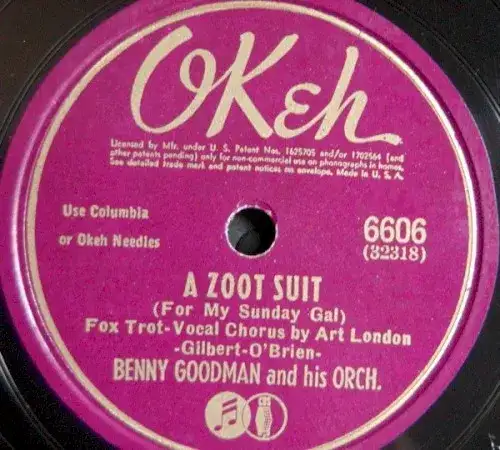 OKeh
Licensed by Mfr. under U. S. Patent Nos. 1625705 and/or 1702564 (and
other patents pending) only for non-commercial use on phonographs in homes.
See detailed trade mark and patent notices on envelope. Made in U. S. A.
Use Columbia
or Okeh Needles
6606
(32318)
A ZOOT SUIT
(For My Sunday Gal)
Fox Trot-Vocal Chorus by Art London
-Gilbert-O'Brien-
BENNY GOODMAN and his ORCH.